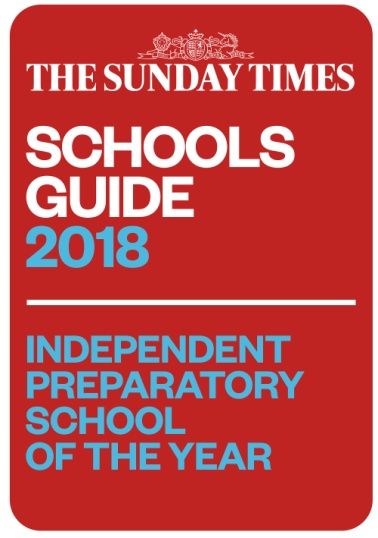 THE SUNDAY TIMES
SCHOOLS
GUIDE
2018
INDEPENDENT
PREPARATORY
SCHOOL
OF THE YEAR